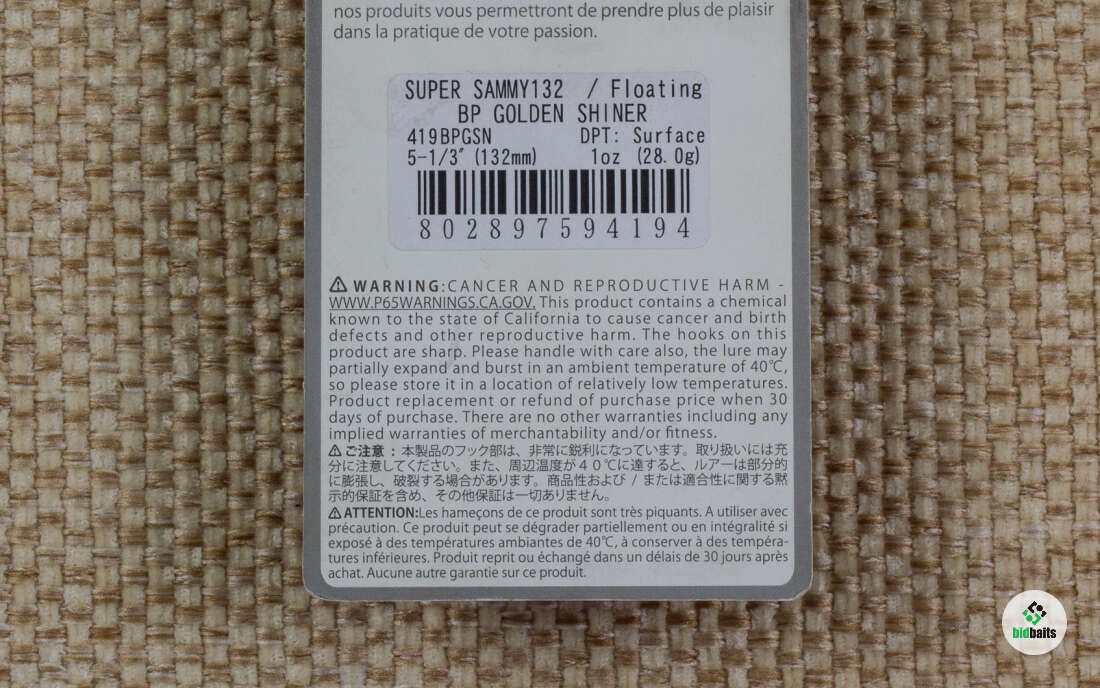 nos produits vous permettront de prendre plus de plaisir
dans la pratique de votre passion.
SUPER SAMMY132 / Floating
BP GOLDEN SHINER
419BPGSN DPT: Surface
5-1/3" (132mm) 1oz (28.0g)
802897594194
⚠ WARNING:CANCER AND REPRODUCTIVE HARM -
WWW.P65WARNINGS.CA.GOV. This product contains a chemical
known to the state of California to cause cancer and birth
defects and other reproductive harm. The hooks on this
product are sharp. Please handle with care also, the lure may
partially expand and burst in an ambient temperature of 40℃,
so please store it in a location of relatively low temperatures.
Product replacement or refund of purchase price when 30
days of purchase. There are no other warranties including any
implied warranties of merchantability and/or fitness.
⚠ご注意：本製品のフック部は、非常に鋭利になっています。取り扱いには充
分に注意してください。また、周辺温度が４０℃に達すると、ルアーは部分的
に膨張し、破裂する場合があります。商品性および / または適合性に関する黙
示的保証を含め、その他保証は一切ありません。
⚠ATTENTION:Les hameçons de ce produit sont très piquants. A utiliser avec
précaution. Ce produit peut se dégrader partiellement ou en intégralité si
exposé à des températures ambiantes de 40℃, à conserver à des tempéra-
tures inférieures. Produit reprit ou échangé dans un délais de 30 jours après
achat. Aucune autre garantie sur ce produit.
bidbaits